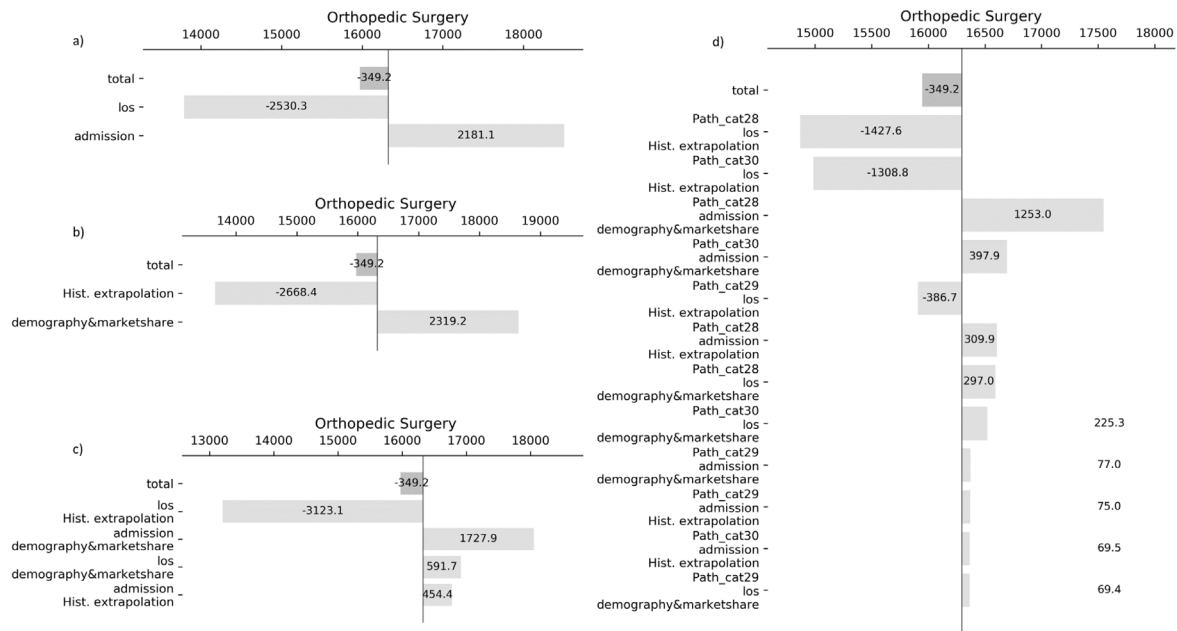 Orthopedic Surgery
a)
14000 15000 16000 17000 18000
total
-349.2
los
-2530.3
admission
2181.1
Orthopedic Surgery
b)
14000 15000 16000 17000 18000 19000
total
-349.2
Hist. extrapolation
-2668.4
demography&marketshare
2319.2
Orthopedic Surgery
c)
13000 14000 15000 16000 17000 18000
total
-349.2
los
Hist. extrapolation
-3123.1
admission
demography&marketshare
1727.9
los
demography&marketshare
591.7
admission
Hist. extrapolation
454.4
Orthopedic Surgery
d)
15000 15500 16000 16500 17000 17500 18000
total
-349.2
Path_cat28
los
Hist. extrapolation
-1427.6
Path_cat30
los
Hist. extrapolation
-1308.8
Path_cat28
admission
demography&marketshare
1253.0
Path_cat30
admission
demography&marketshare
397.9
Path_cat29
los
Hist. extrapolation
-386.7
Path_cat28
admission
Hist. extrapolation
309.9
Path_cat28
los
demography&marketshare
297.0
Path_cat30
los
demography&marketshare
225.3
Path_cat29
admission
demography&marketshare
77.0
Path_cat29
admission
Hist. extrapolation
75.0
Path_cat30
admission
Hist. extrapolation
69.5
Path_cat29
los
demography&marketshare
69.4